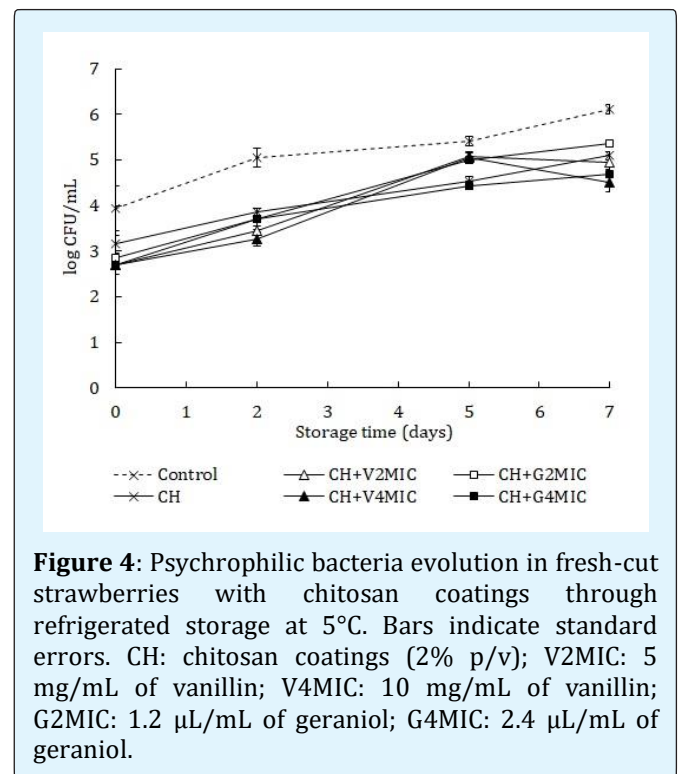 7
6
5
4
3
2
1
0
log CFU/mL
0 1 2 3 4 5 6 7
Storage time (days)
Control CH+V2MIC CH+G2MIC
CH CH+V4MIC CH+G4MIC
Figure 4: Psychrophilic bacteria evolution in fresh-cut
strawberries with chitosan coatings through
refrigerated storage at 5°C. Bars indicate standard
errors. CH: chitosan coatings (2% p/v); V2MIC: 5
mg/mL of vanillin; V4MIC: 10 mg/mL of vanillin;
G2MIC: 1.2 μL/mL of geraniol; G4MIC: 2.4 μL/mL of
geraniol.